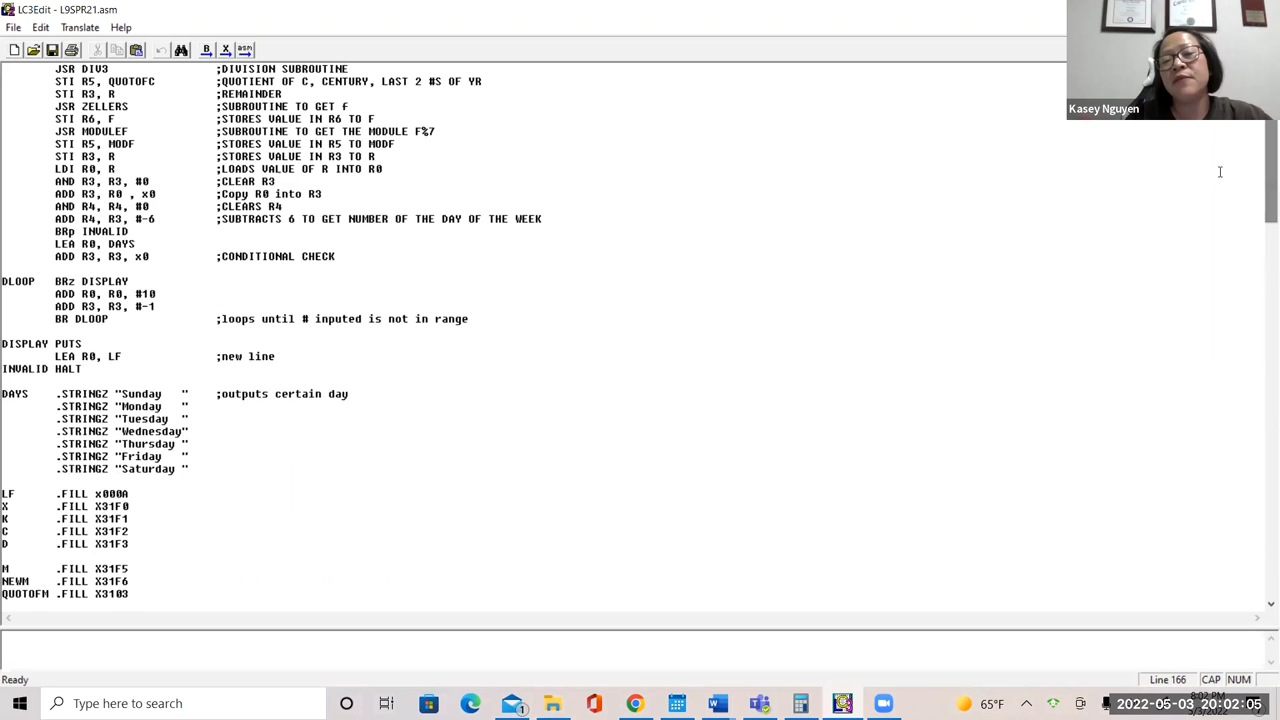 LC3Edit - L9SPR21.asm
File Edit Translate Help
JSR DIV3 ;DIVISION SUBROUTINE
STI R5, QUOTOFC ;QUOTIENT OF C, CENTURY, LAST 2 #S OF YR
STI R3, R ;REMAINDER
JSR ZELLERS ;SUBROUTINE TO GET f
STI R6, F ;STORES VALUE IN R6 TO F
JSR MODULEF ;SUBROUTINE TO GET THE MODULE F%7
STI R5, MODF ;STORES VALUE IN R5 TO MODF
STI R3, R ;STORES VALUE IN R3 TO R
LDI R0, R ;LOADS VALUE OF R INTO R0
AND R3, R3, #0 ;CLEAR R3
ADD R3, R0 , x0 ;Copy R0 into R3
AND R4, R4, #0 ;CLEARS R4
ADD R4, R3, #-6 ;SUBTRACTS 6 TO GET NUMBER OF THE DAY OF THE WEEK
BRp INVALID
LEA R0, DAYS
ADD R3, R3, x0 ;CONDITIONAL CHECK
DLOOP BRz DISPLAY
ADD R0, R0, #10
ADD R3, R3, #-1
BR DLOOP ;loops until # inputed is not in range
DISPLAY PUTS
LEA R0, LF ;new line
INVALID HALT
DAYS .STRINGZ "Sunday   " ;outputs certain day
.STRINGZ "Monday   "
.STRINGZ "Tuesday  "
.STRINGZ "Wednesday"
.STRINGZ "Thursday "
.STRINGZ "Friday   "
.STRINGZ "Saturday "
LF .FILL x000A
X .FILL X31F0
K .FILL X31F1
C .FILL X31F2
D .FILL X31F3
M .FILL X31F5
NEWM .FILL X31F6
QUOTOFM .FILL X3103
Kasey Nguyen
Ready Line 166 CAP NUM
Type here to search
65°F
8:02 PM
2022-05-03 20:02:05